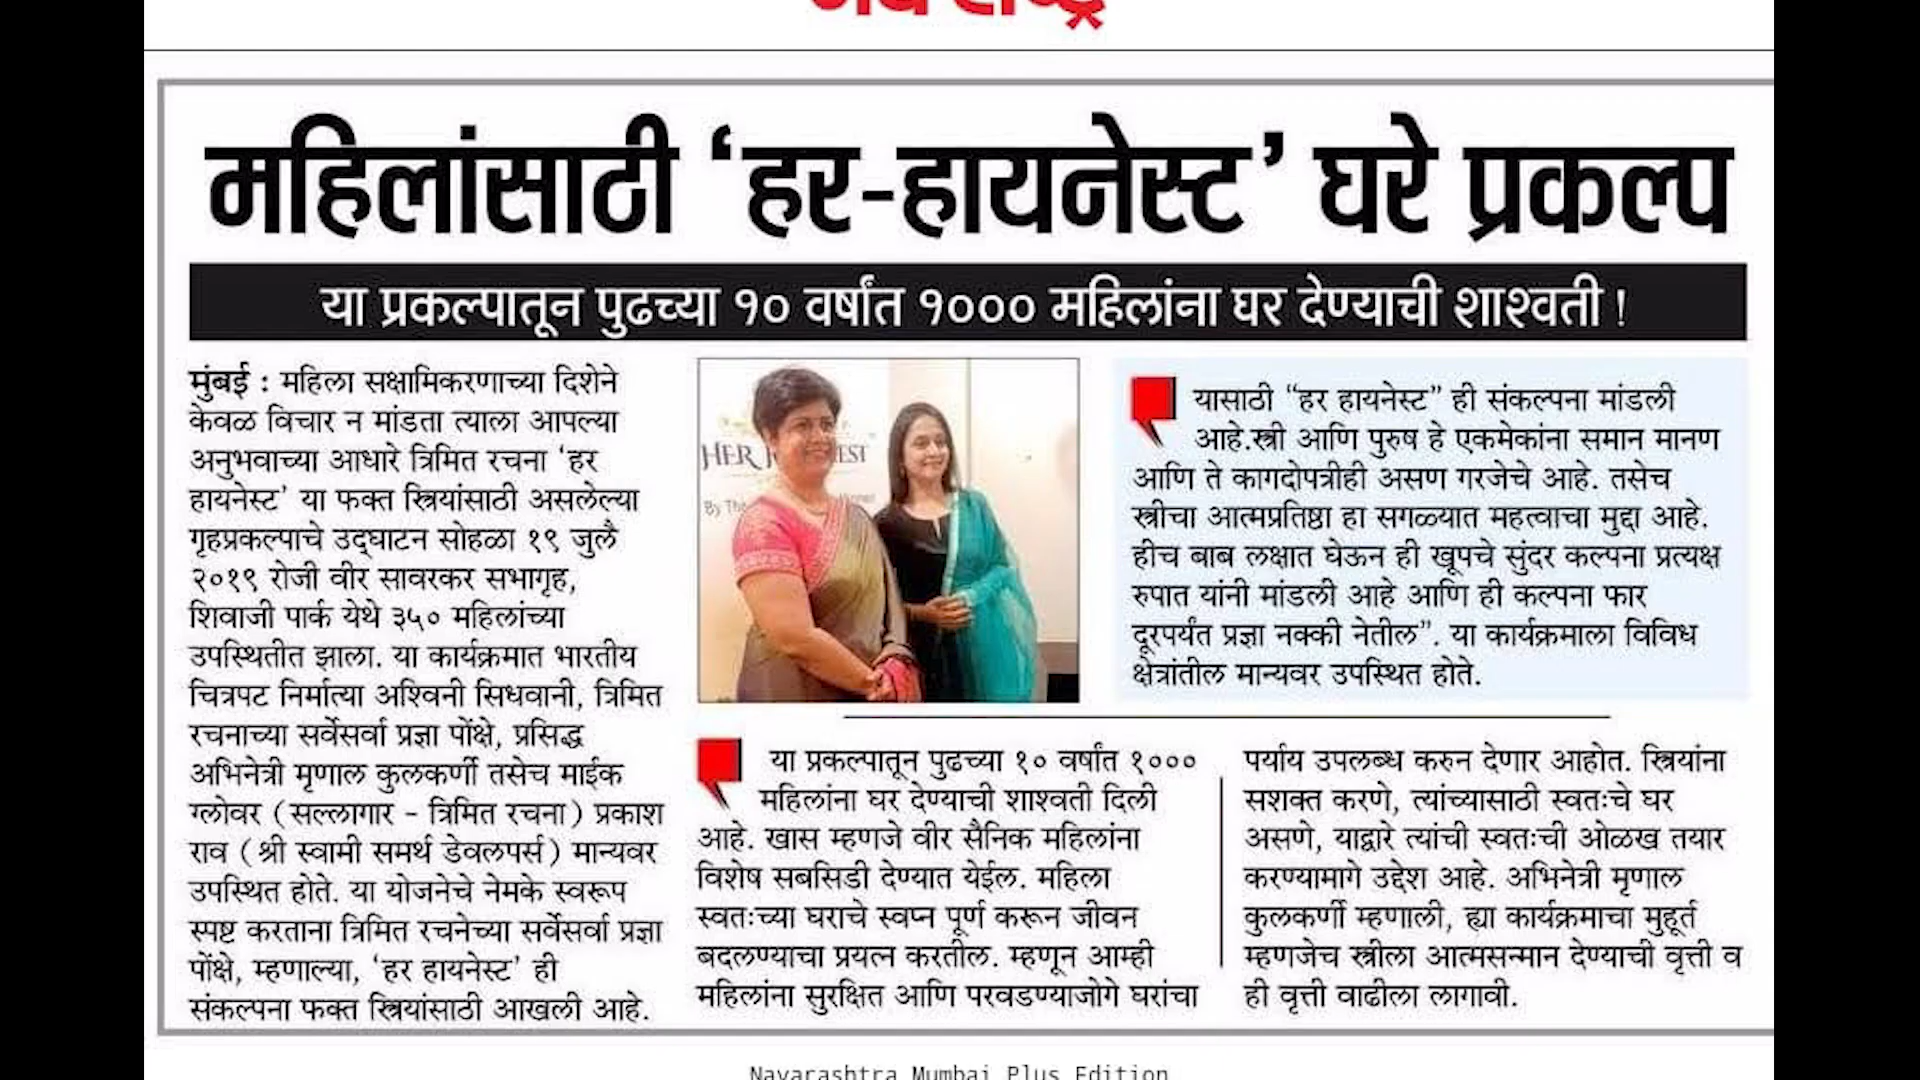 महिलांसाठी ‘हर-हायनेस्ट’ घरे प्रकल्प
या प्रकल्पातून पुढच्या १० वर्षांत १००० महिलांना घर देण्याची शाश्वती !
मुंबई : महिला सक्षामिकरणाच्या दिशेने
केवळ विचार न मांडता त्याला आपल्या
अनुभवाच्या आधारे त्रिमित रचना ‘हर
हायनेस्ट’ या फक्त स्त्रियांसाठी असलेल्या
गृहप्रकल्पाचे उद्‌घाटन सोहळा १९ जुलै
२०१९ रोजी वीर सावरकर सभागृह,
शिवाजी पार्क येथे ३५० महिलांच्या
उपस्थितीत झाला. या कार्यक्रमात भारतीय
चित्रपट निर्मात्या अश्विनी सिधवानी, त्रिमित
रचनाच्या सर्वेसर्वा प्रज्ञा पोंक्षे, प्रसिद्ध
अभिनेत्री मृणाल कुलकर्णी तसेच माईक
ग्लोवर (सल्लागार - त्रिमित रचना) प्रकाश
राव (श्री स्वामी समर्थ डेवलपर्स) मान्यवर
उपस्थित होते. या योजनेचे नेमके स्वरूप
स्पष्ट करताना त्रिमित रचनेच्या सर्वेसर्वा प्रज्ञा
पोंक्षे, म्हणाल्या, ‘हर हायनेस्ट’ ही
संकल्पना फक्त स्त्रियांसाठी आखली आहे.
HER
EST
By The
या प्रकल्पातून पुढच्या १० वर्षांत १०००
महिलांना घर देण्याची शाश्वती दिली
आहे. खास म्हणजे वीर सैनिक महिलांना
विशेष सबसिडी देण्यात येईल. महिला
स्वतःच्या घराचे स्वप्न पूर्ण करून जीवन
बदलण्याचा प्रयत्न करतील. म्हणून आम्ही
महिलांना सुरक्षित आणि परवडण्याजोगे घरांचा
पर्याय उपलब्ध करुन देणार आहोत. स्त्रियांना
सशक्त करणे, त्यांच्यासाठी स्वतःचे घर
असणे, याद्वारे त्यांची स्वतःची ओळख तयार
करण्यामागे उद्देश आहे. अभिनेत्री मृणाल
कुलकर्णी म्हणाली, ह्या कार्यक्रमाचा मुहूर्त
म्हणजेच स्त्रीला आत्मसन्मान देण्याची वृत्ती व
ही वृत्ती वाढीला लागावी.
यासाठी “हर हायनेस्ट” ही संकल्पना मांडली
आहे.स्त्री आणि पुरुष हे एकमेकांना समान मानण
आणि ते कागदोपत्रीही असण गरजेचे आहे. तसेच
स्त्रीचा आत्मप्रतिष्ठा हा सगळ्यात महत्वाचा मुद्दा आहे.
हीच बाब लक्षात घेऊन ही खूपचे सुंदर कल्पना प्रत्यक्ष
रुपात यांनी मांडली आहे आणि ही कल्पना फार
दूरपर्यंत प्रज्ञा नक्की नेतील”. या कार्यक्रमाला विविध
क्षेत्रांतील मान्यवर उपस्थित होते.
Navarashtra Mumbai Plus Edition